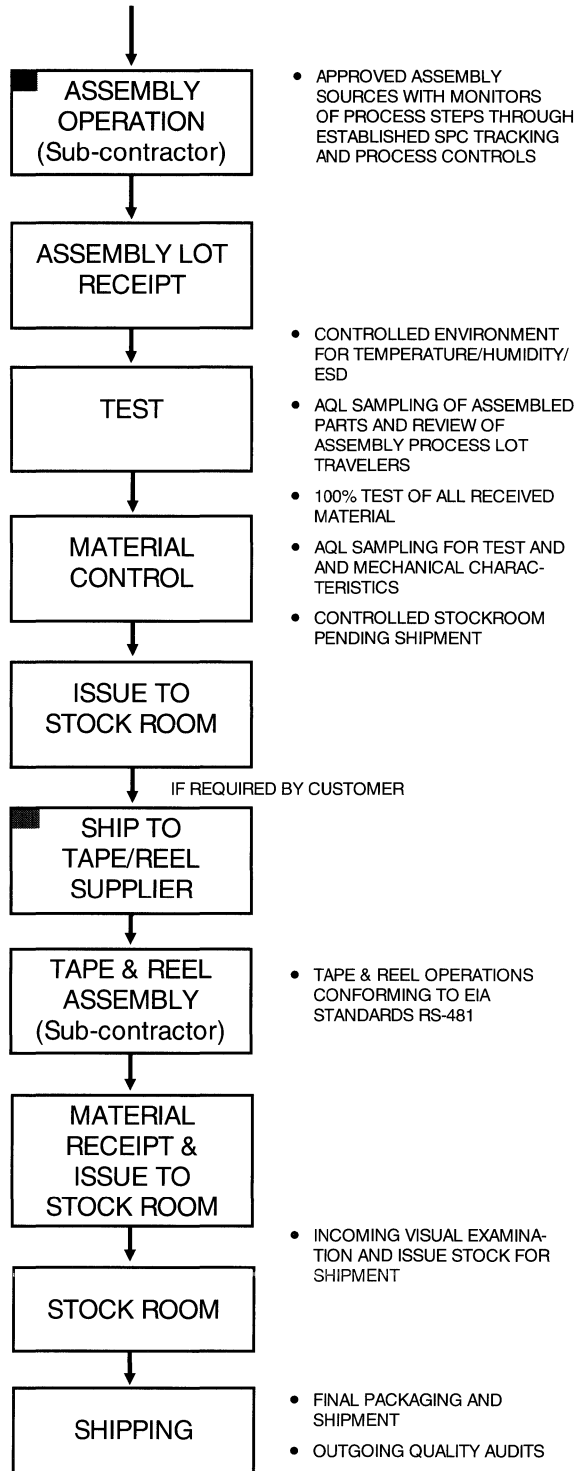 ASSEMBLY
OPERATION
(Sub-contractor)
• APPROVED ASSEMBLY
SOURCES WITH MONITORS
OF PROCESS STEPS THROUGH
ESTABLISHED SPC TRACKING
AND PROCESS CONTROLS
ASSEMBLY LOT
RECEIPT
TEST
• CONTROLLED ENVIRONMENT
FOR TEMPERATURE/HUMIDITY/
ESD
• AQL SAMPLING OF ASSEMBLED
PARTS AND REVIEW OF
ASSEMBLY PROCESS LOT
TRAVELERS
• 100% TEST OF ALL RECEIVED
MATERIAL
MATERIAL
CONTROL
• AQL SAMPLING FOR TEST AND
AND MECHANICAL CHARAC-
TERISTICS
• CONTROLLED STOCKROOM
PENDING SHIPMENT
ISSUE TO
STOCK ROOM
IF REQUIRED BY CUSTOMER
SHIP TO
TAPE/REEL
SUPPLIER
TAPE & REEL
ASSEMBLY
(Sub-contractor)
• TAPE & REEL OPERATIONS
CONFORMING TO EIA
STANDARDS RS-481
MATERIAL
RECEIPT &
ISSUE TO
STOCK ROOM
• INCOMING VISUAL EXAMINA-
TION AND ISSUE STOCK FOR
SHIPMENT
STOCK ROOM
SHIPPING
• FINAL PACKAGING AND
SHIPMENT
• OUTGOING QUALITY AUDITS